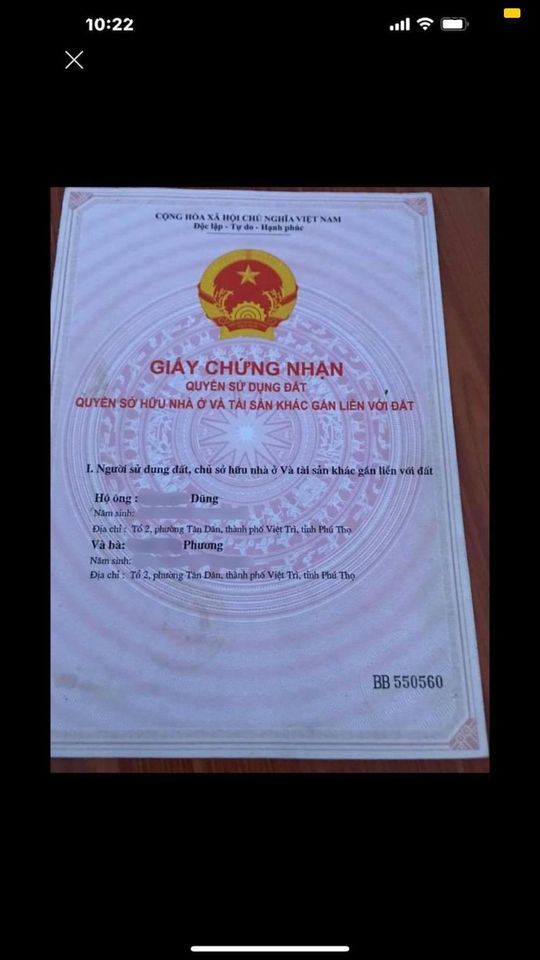 10:22
CỘNG HÒA XÃ HỘI CHỦ NGHĨA VIỆT NAM
Độc lập - Tự do - Hạnh phúc
GIẤY CHỨNG NHẬN
QUYỀN SỬ DỤNG ĐẤT
QUYỀN SỞ HỮU NHÀ Ở VÀ TÀI SẢN KHÁC GẮN LIỀN VỚI ĐẤT
I. Người sử dụng đất, chủ sở hữu nhà ở Và tài sản khác gắn liền với đất
Hộ ông : Dũng
Năm sinh:
Địa chỉ : Tổ 2, phường Tân Dân, thành phố Việt Trì, tỉnh Phú Thọ
Và bà: Phương
Năm sinh:
Địa chỉ : Tổ 2, phường Tân Dân, thành phố Việt Trì, tỉnh Phú Thọ
BB 550560